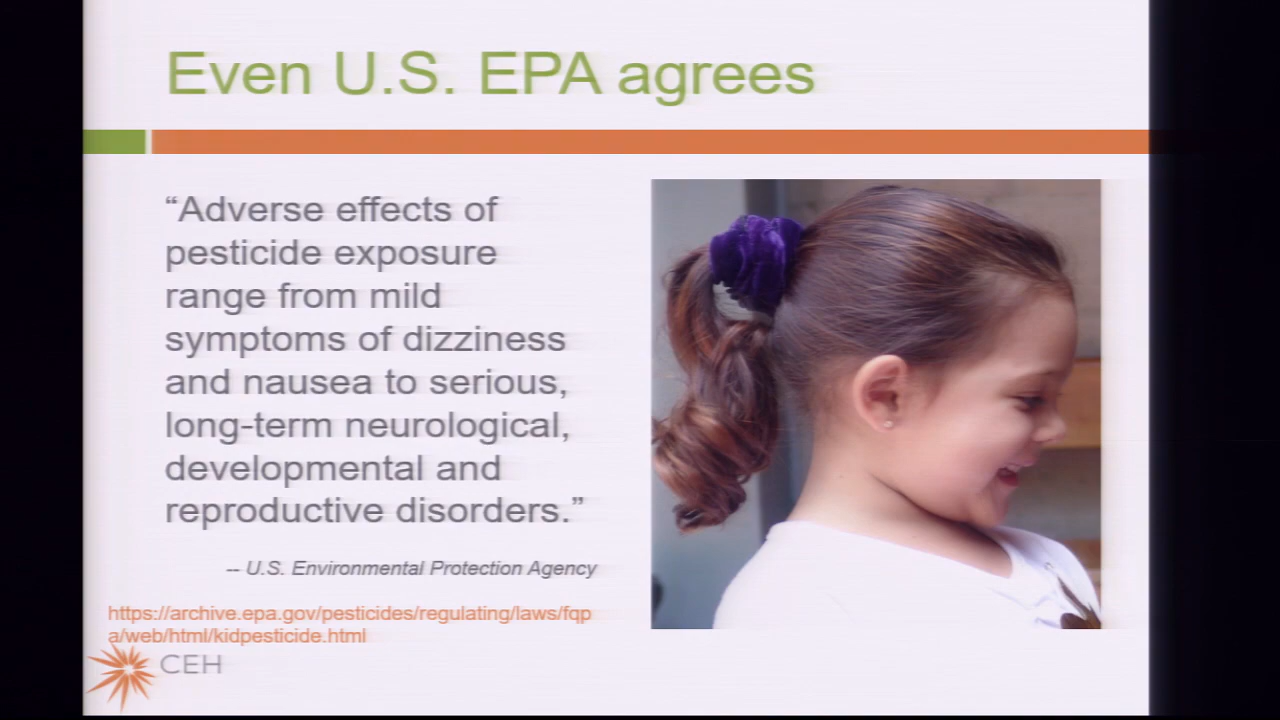 Even U.S. EPA agrees
“Adverse effects of
pesticide exposure
range from mild
symptoms of dizziness
and nausea to serious,
long-term neurological,
developmental and
reproductive disorders.”
-- U.S. Environmental Protection Agency
https://archive.epa.gov/pesticides/regulating/laws/fqp
a/web/html/kidpesticide.html
CEH